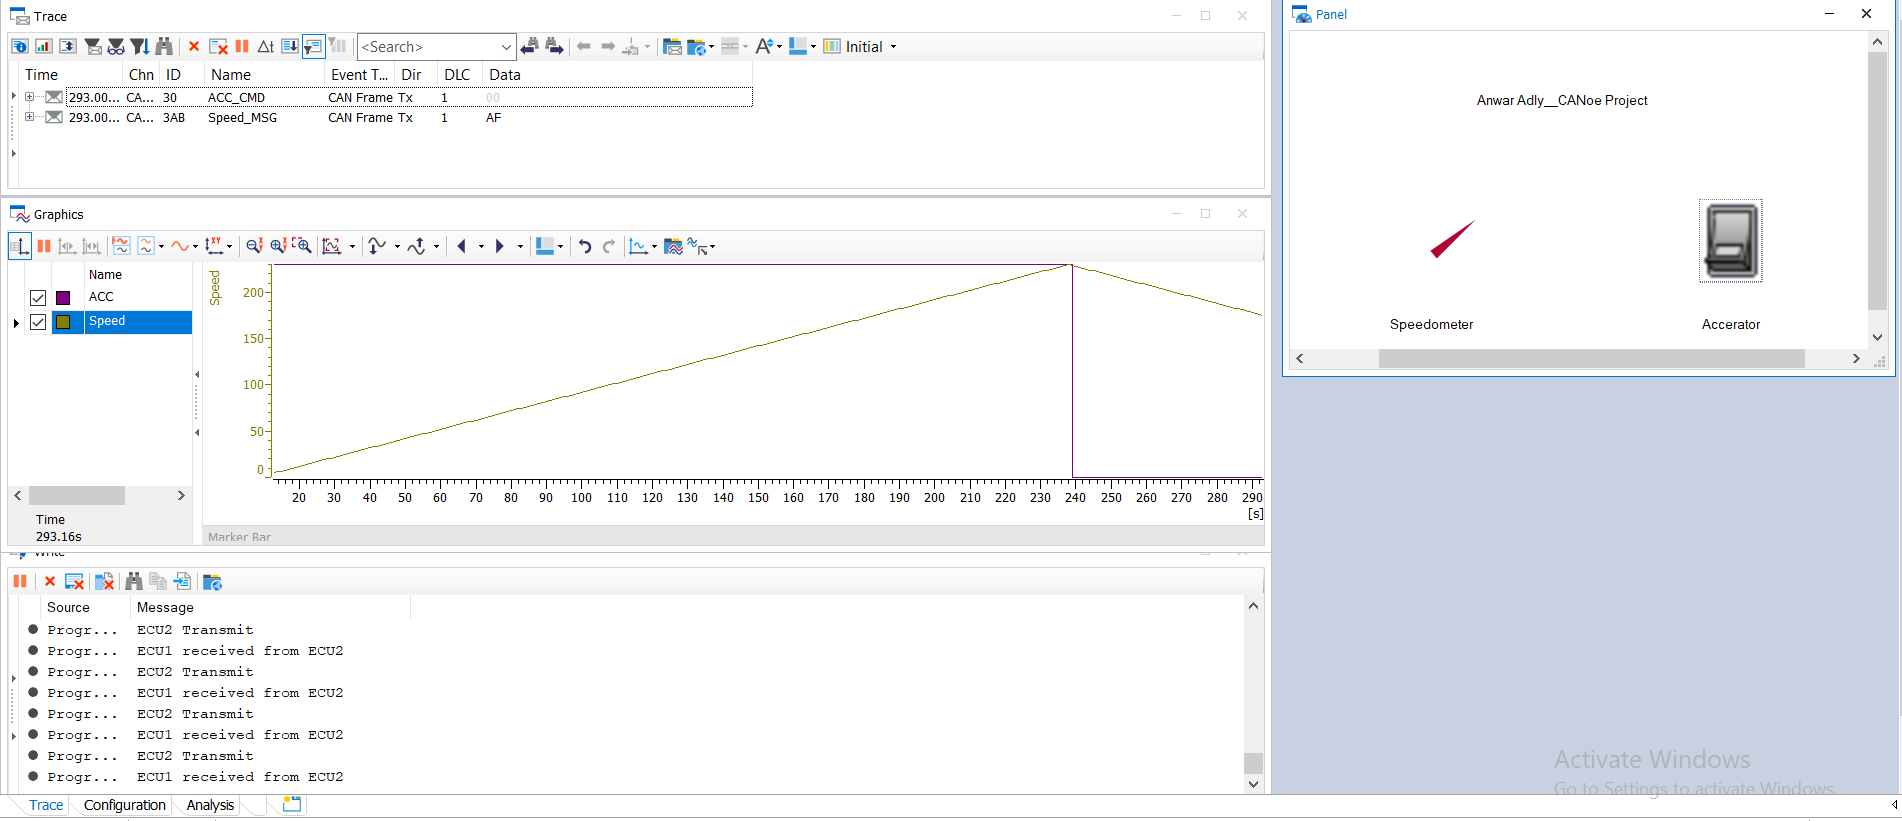 Trace
<Search>
Initial
Time Chn ID Name Event T... Dir DLC Data
293.00... CA... 30 ACC_CMD CAN Frame Tx 1 00
293.00... CA... 3AB Speed_MSG CAN Frame Tx 1 AF
Graphics
Name
ACC
Speed
Time
293.16s
Speed
200
150
100
50
0
20 30 40 50 60 70 80 90 100 110 120 130 140 150 160 170 180 190 200 210 220 230 240 250 260 270 280 290
[s]
Marker Bar
Write
Source Message
Progr... ECU2 Transmit
Progr... ECU1 received from ECU2
Progr... ECU2 Transmit
Progr... ECU1 received from ECU2
Progr... ECU2 Transmit
Progr... ECU1 received from ECU2
Progr... ECU2 Transmit
Progr... ECU1 received from ECU2
Trace Configuration Analysis
Panel
Anwar Adly__CANoe Project
Speedometer
Accerator
Activate Windows
Go to Settings to activate Windows.